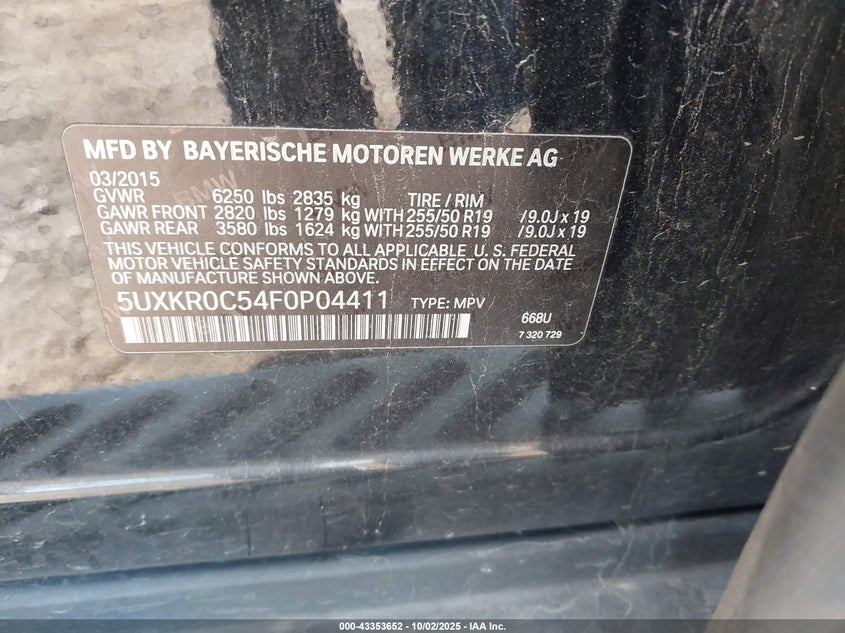 MFD BY BAYERISCHE MOTOREN WERKE AG
03/2015
GVWR 6250 lbs 2835 kg TIRE / RIM
GAWR FRONT 2820 lbs 1279 kg WITH 255/50 R19 /9.0J x 19
GAWR REAR 3580 lbs 1624 kg WITH 255/50 R19 /9.0J x 19
THIS VEHICLE CONFORMS TO ALL APPLICABLE U. S. FEDERAL
MOTOR VEHICLE SAFETY STANDARDS IN EFFECT ON THE DATE
OF MANUFACTURE SHOWN ABOVE.
5UXKR0C54F0P04411 TYPE: MPV
668U
7 320 729
000-43353652 - 10/02/2025 - IAA Inc.